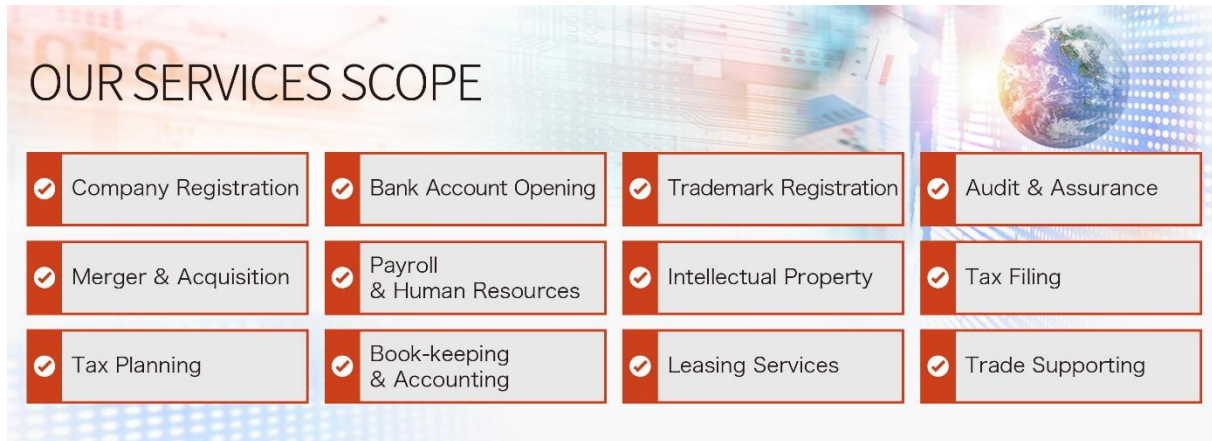 OUR SERVICES SCOPE
Company Registration
Bank Account Opening
Trademark Registration
Audit & Assurance
Merger & Acquisition
Payroll
& Human Resources
Intellectual Property
Tax Filing
Tax Planning
Book-keeping
& Accounting
Leasing Services
Trade Supporting